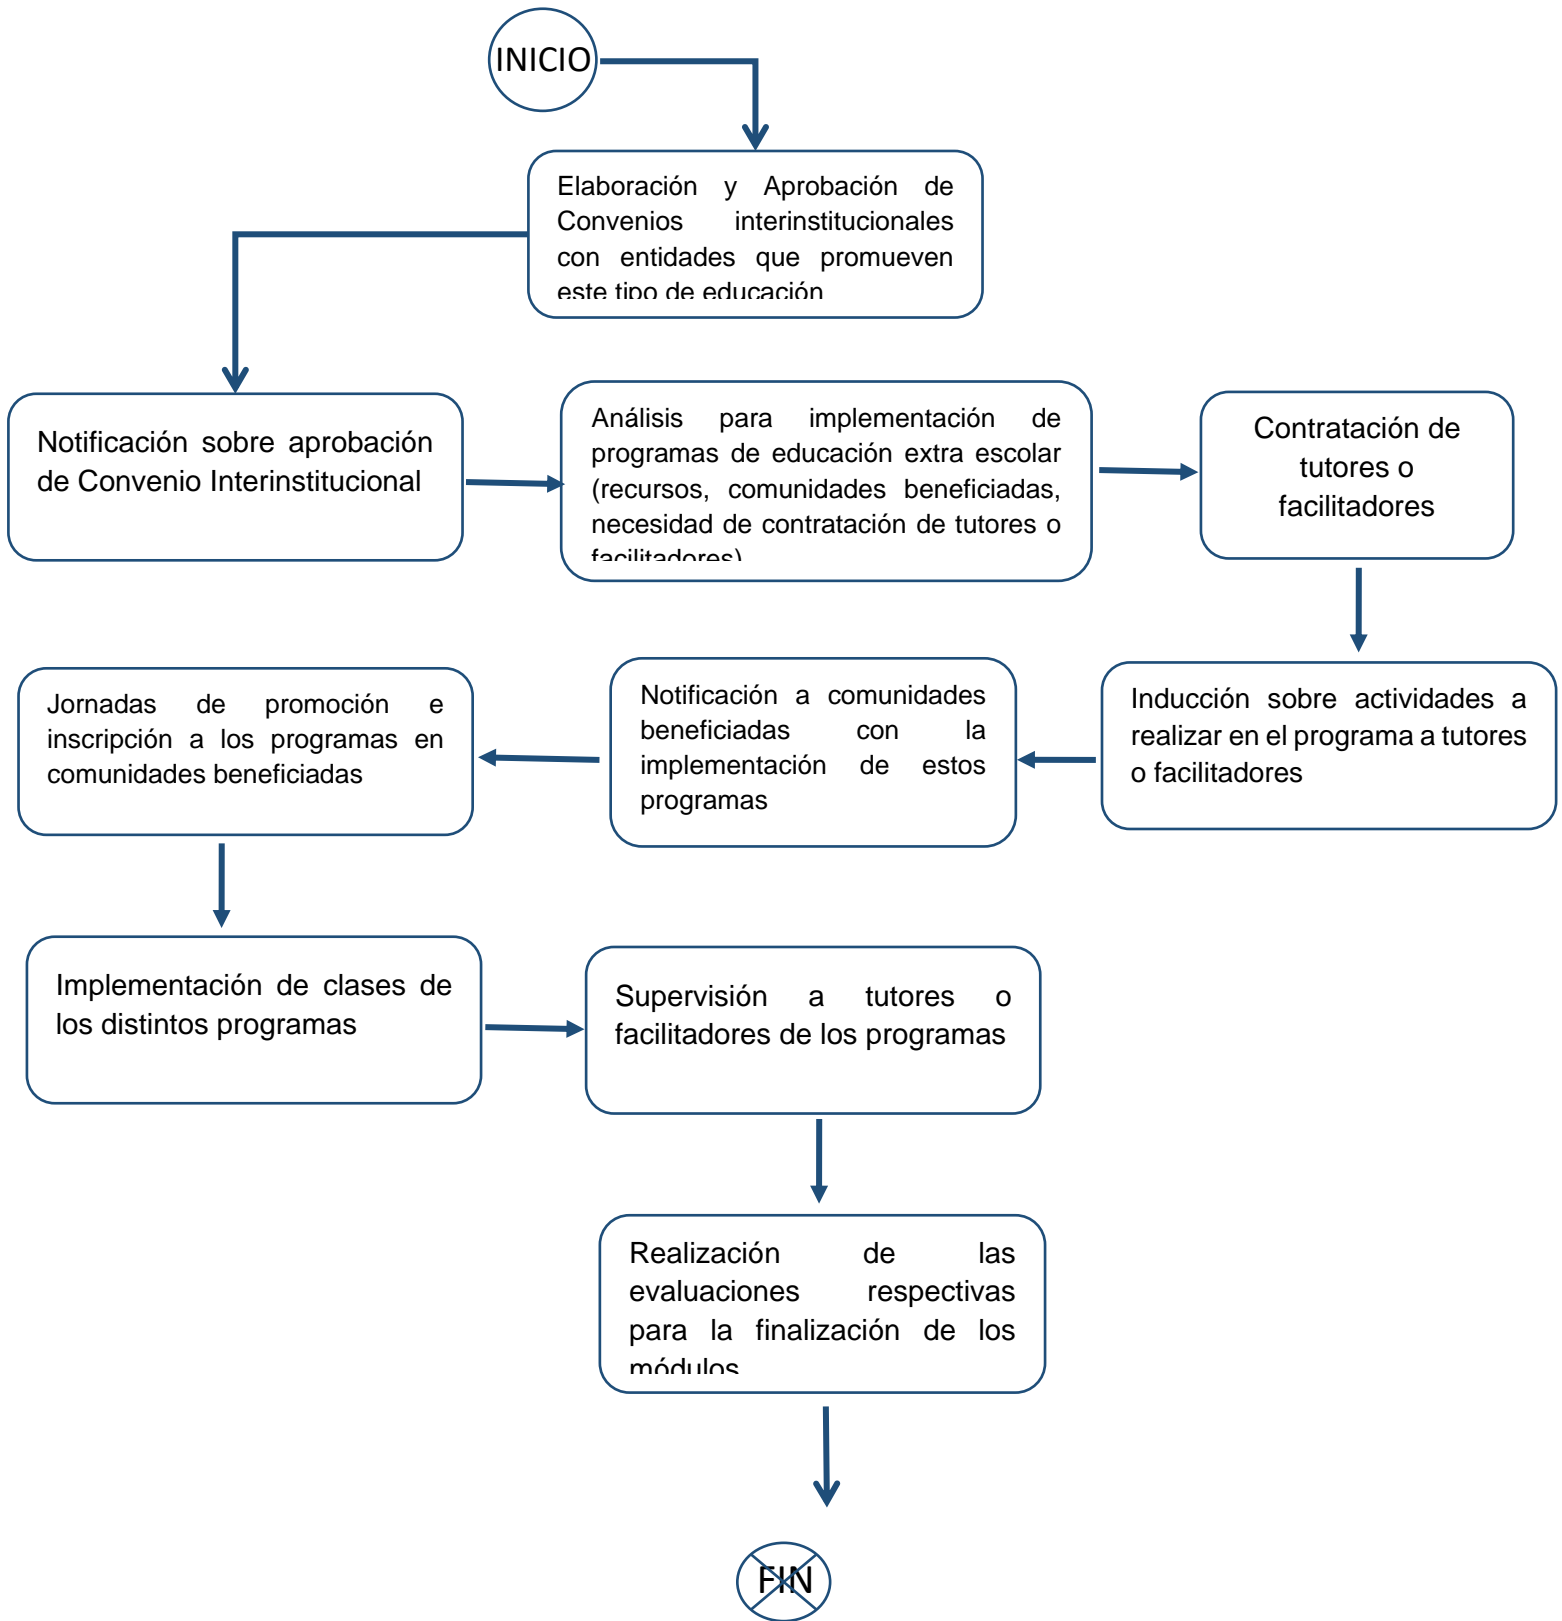 INICIO
Elaboración y Aprobación de
Convenios interinstitucionales
con entidades que promueven
este tipo de educación
Notificación sobre aprobación
de Convenio Interinstitucional
Análisis para implementación de
programas de educación extra escolar
(recursos, comunidades beneficiadas,
necesidad de contratación de tutores o
facilitadores)
Contratación de
tutores o
facilitadores
Inducción sobre actividades a
realizar en el programa a tutores
o facilitadores
Notificación a comunidades
beneficiadas con la
implementación de estos
programas
Jornadas de promoción e
inscripción a los programas en
comunidades beneficiadas
Implementación de clases de
los distintos programas
Supervisión a tutores o
facilitadores de los programas
Realización de las
evaluaciones respectivas
para la finalización de los
módulos
FIN